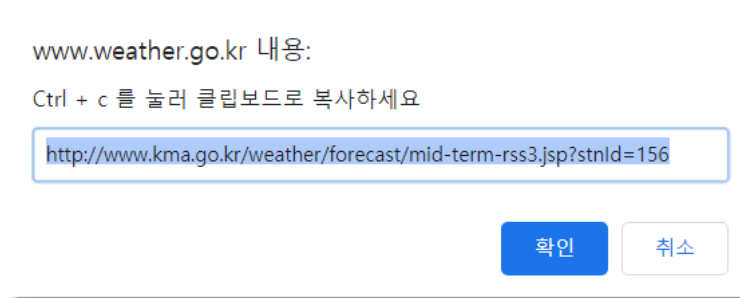 www.weather.go.kr 내용:
Ctrl + c 를 눌러 클립보드로 복사하세요
http://www.kma.go.kr/weather/forecast/mid-term-rss3.jsp?stnId=156
확인 취소